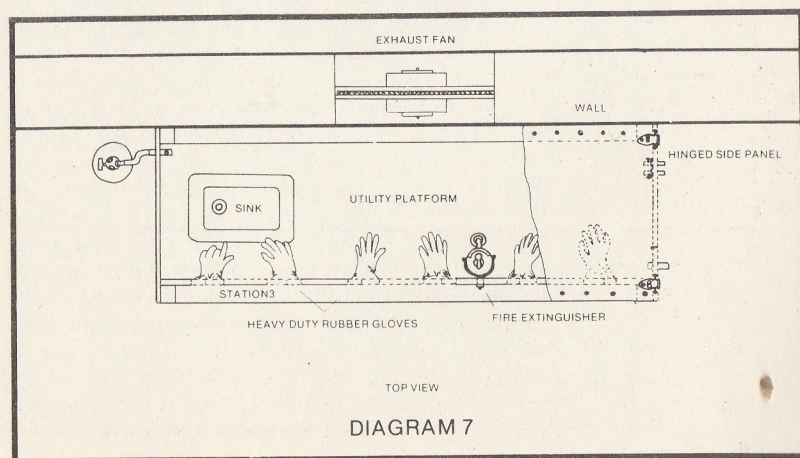 EXHAUST FAN
WALL
HINGED SIDE PANEL
UTILITY PLATFORM
SINK
STATION3
HEAVY DUTY RUBBER GLOVES
FIRE EXTINGUISHER
TOP VIEW
DIAGRAM 7